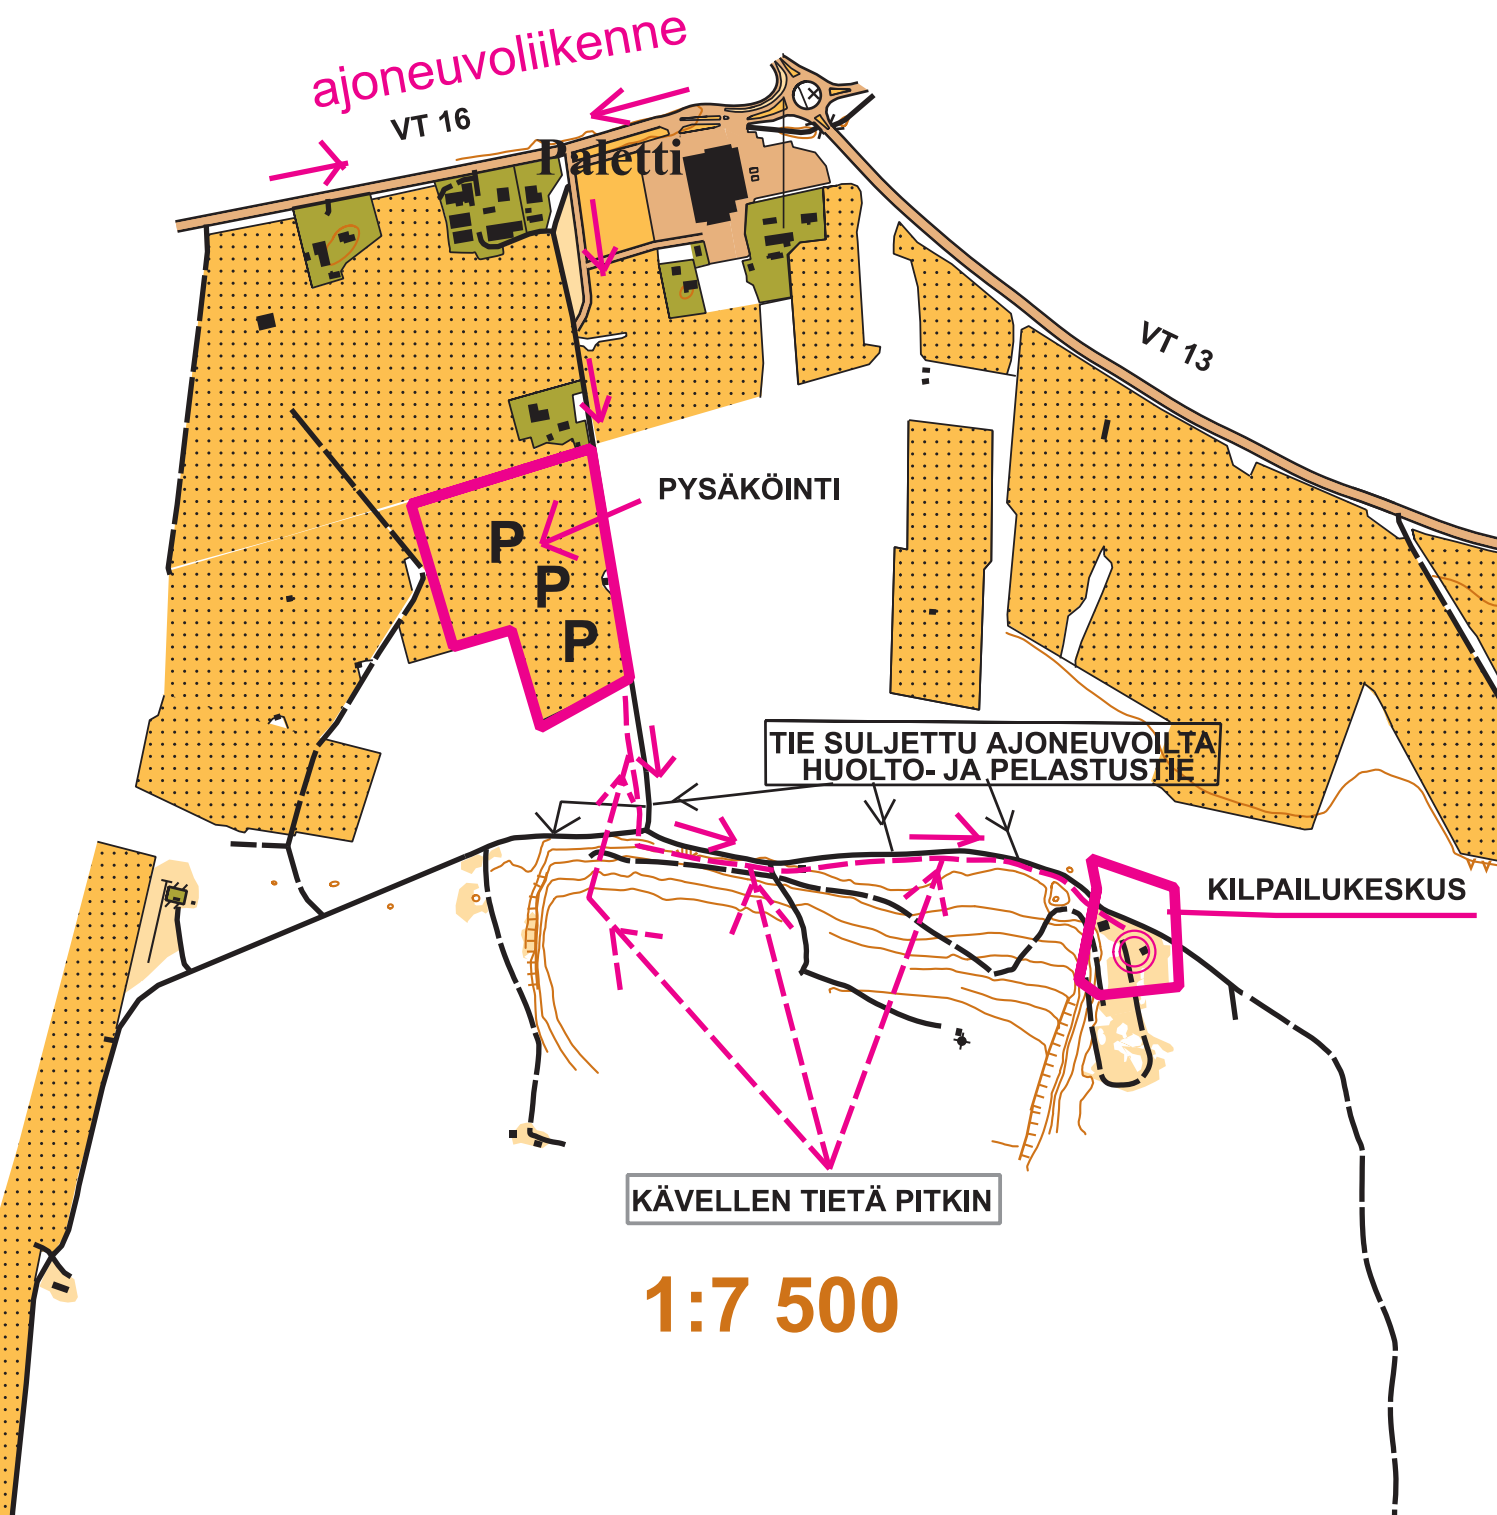 ajoneuvoliikenne
VT 16
Paletti
VT 13
PYSÄKÖINTI
P
P
P
TIE SULJETTU AJONEUVOILTA
HUOLTO- JA PELASTUSTIE
KILPAILUKESKUS
KÄVELLEN TIETÄ PITKIN
1:7 500